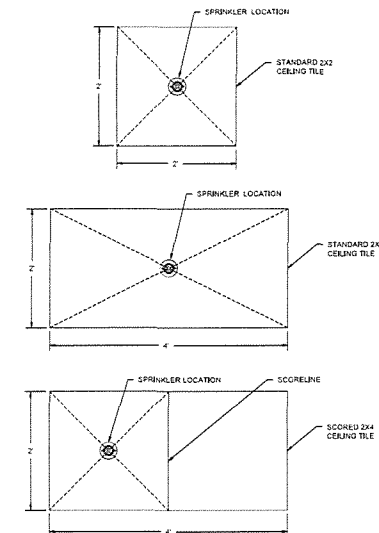 SPRINKLER LOCATION
STANDARD 2X2
CEILING TILE
2'
2'
SPRINKLER LOCATION
STANDARD 2X
CEILING TILE
2'
4'
SPRINKLER LOCATION
SCORELINE
SCORED 2X4
CEILING TILE
2'
4'